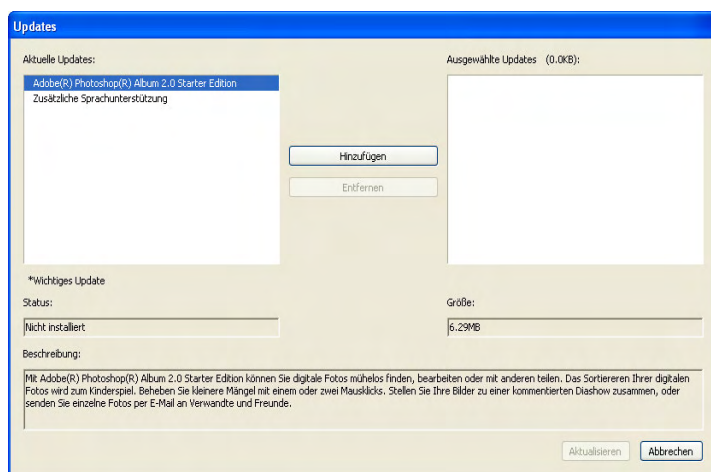 Updates
Aktuelle Updates:
Ausgewählte Updates (0.0KB):
Adobe(R) Photoshop(R) Album 2.0 Starter Edition
Zusätzliche Sprachunterstützung
Hinzufügen
Entfernen
*Wichtiges Update
Status:
Größe:
Nicht installiert
6.29MB
Beschreibung:
Mit Adobe(R) Photoshop(R) Album 2.0 Starter Edition können Sie digitale Fotos mühelos finden, bearbeiten oder mit anderen teilen. Das Sortiereren Ihrer digitalen
Fotos wird zum Kinderspiel. Beheben Sie kleinere Mängel mit einem oder zwei Mausklicks. Stellen Sie Ihre Bilder zu einer kommentierten Diashow zusammen, oder
senden Sie einzelne Fotos per E-Mail an Verwandte und Freunde.
Aktualisieren
Abbrechen